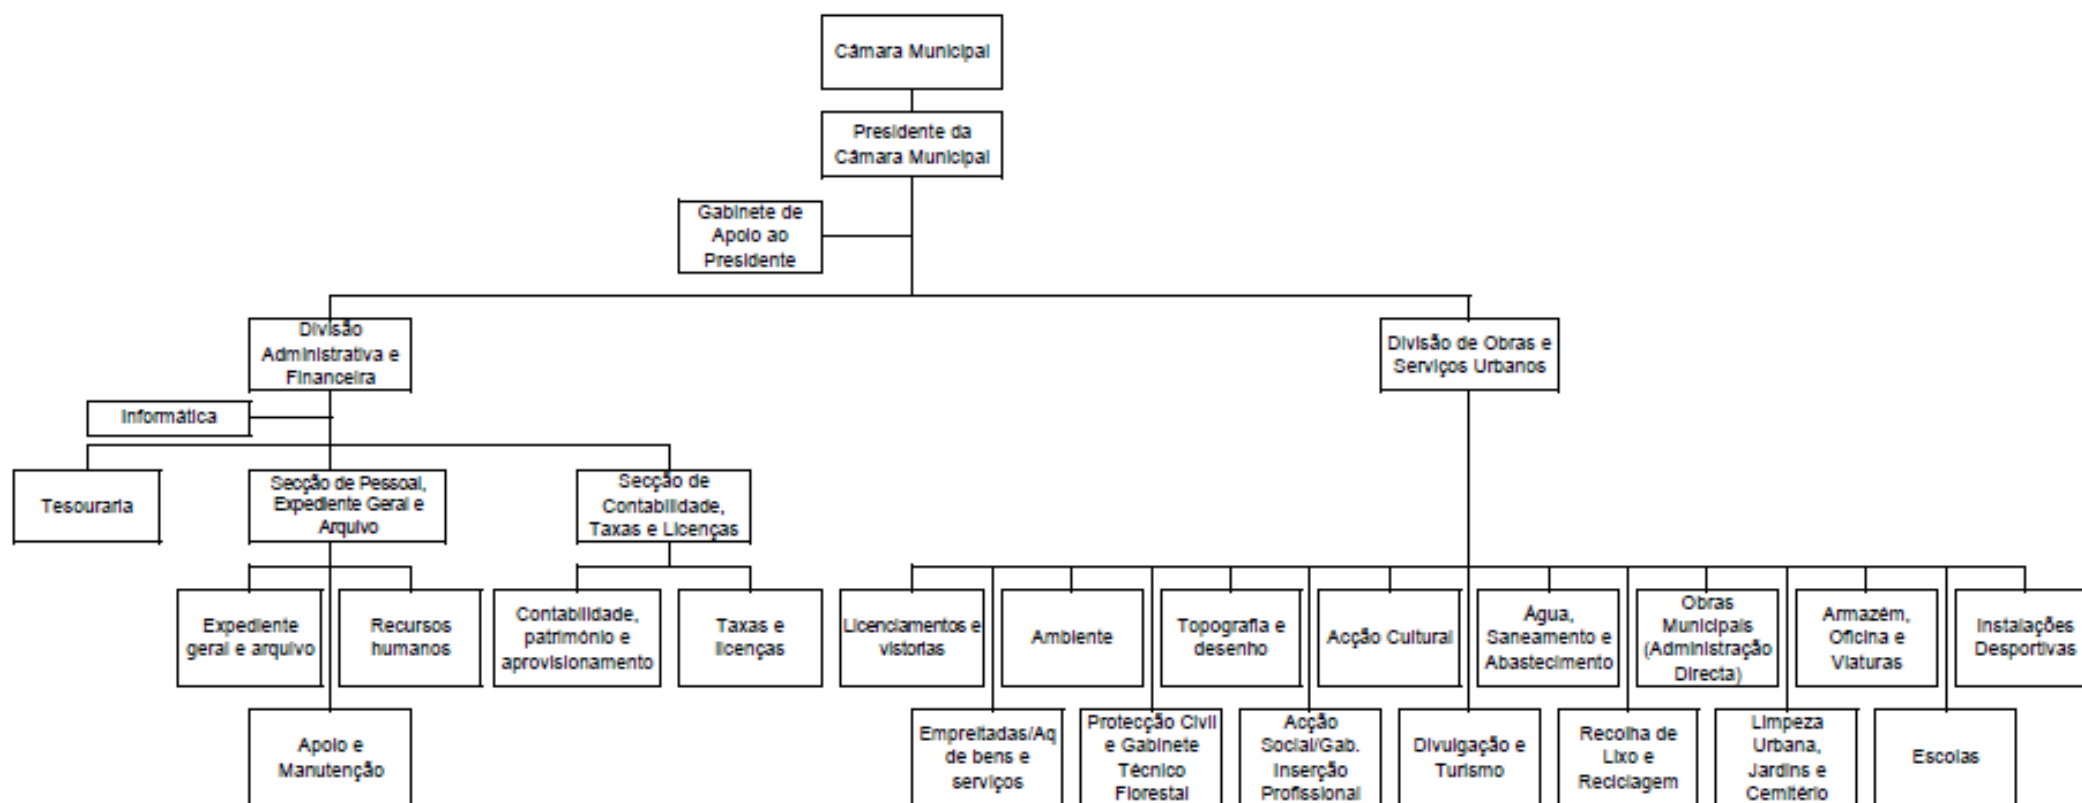 Câmara Municipal
Presidente da
Câmara Municipal
Gabinete de
Apoio ao
Presidente
Divisão
Administrativa e
Financeira
Divisão de Obras e
Serviços Urbanos
Informática
Tesouraria
Secção de Pessoal,
Expediente Geral e
Arquivo
Secção de
Contabilidade,
Taxas e Licenças
Expediente
geral e arquivo
Recursos
humanos
Contabilidade,
património e
aprovisionamento
Taxas e
licenças
Licenciamentos e
vistorias
Ambiente
Topografia e
desenho
Acção Cultural
Água,
Saneamento e
Abastecimento
Obras
Municipais
(Administração
Directa)
Armazém,
Oficina e
Viaturas
Instalações
Desportivas
Apoio e
Manutenção
Empreitadas/Aq
de bens e
serviços
Protecção Civil
e Gabinete
Técnico
Florestal
Acção
Social/Gab.
Inserção
Profissional
Divulgação e
Turismo
Recolha de
Lixo e
Reciclagem
Limpeza
Urbana,
Jardins e
Cemitério
Escolas